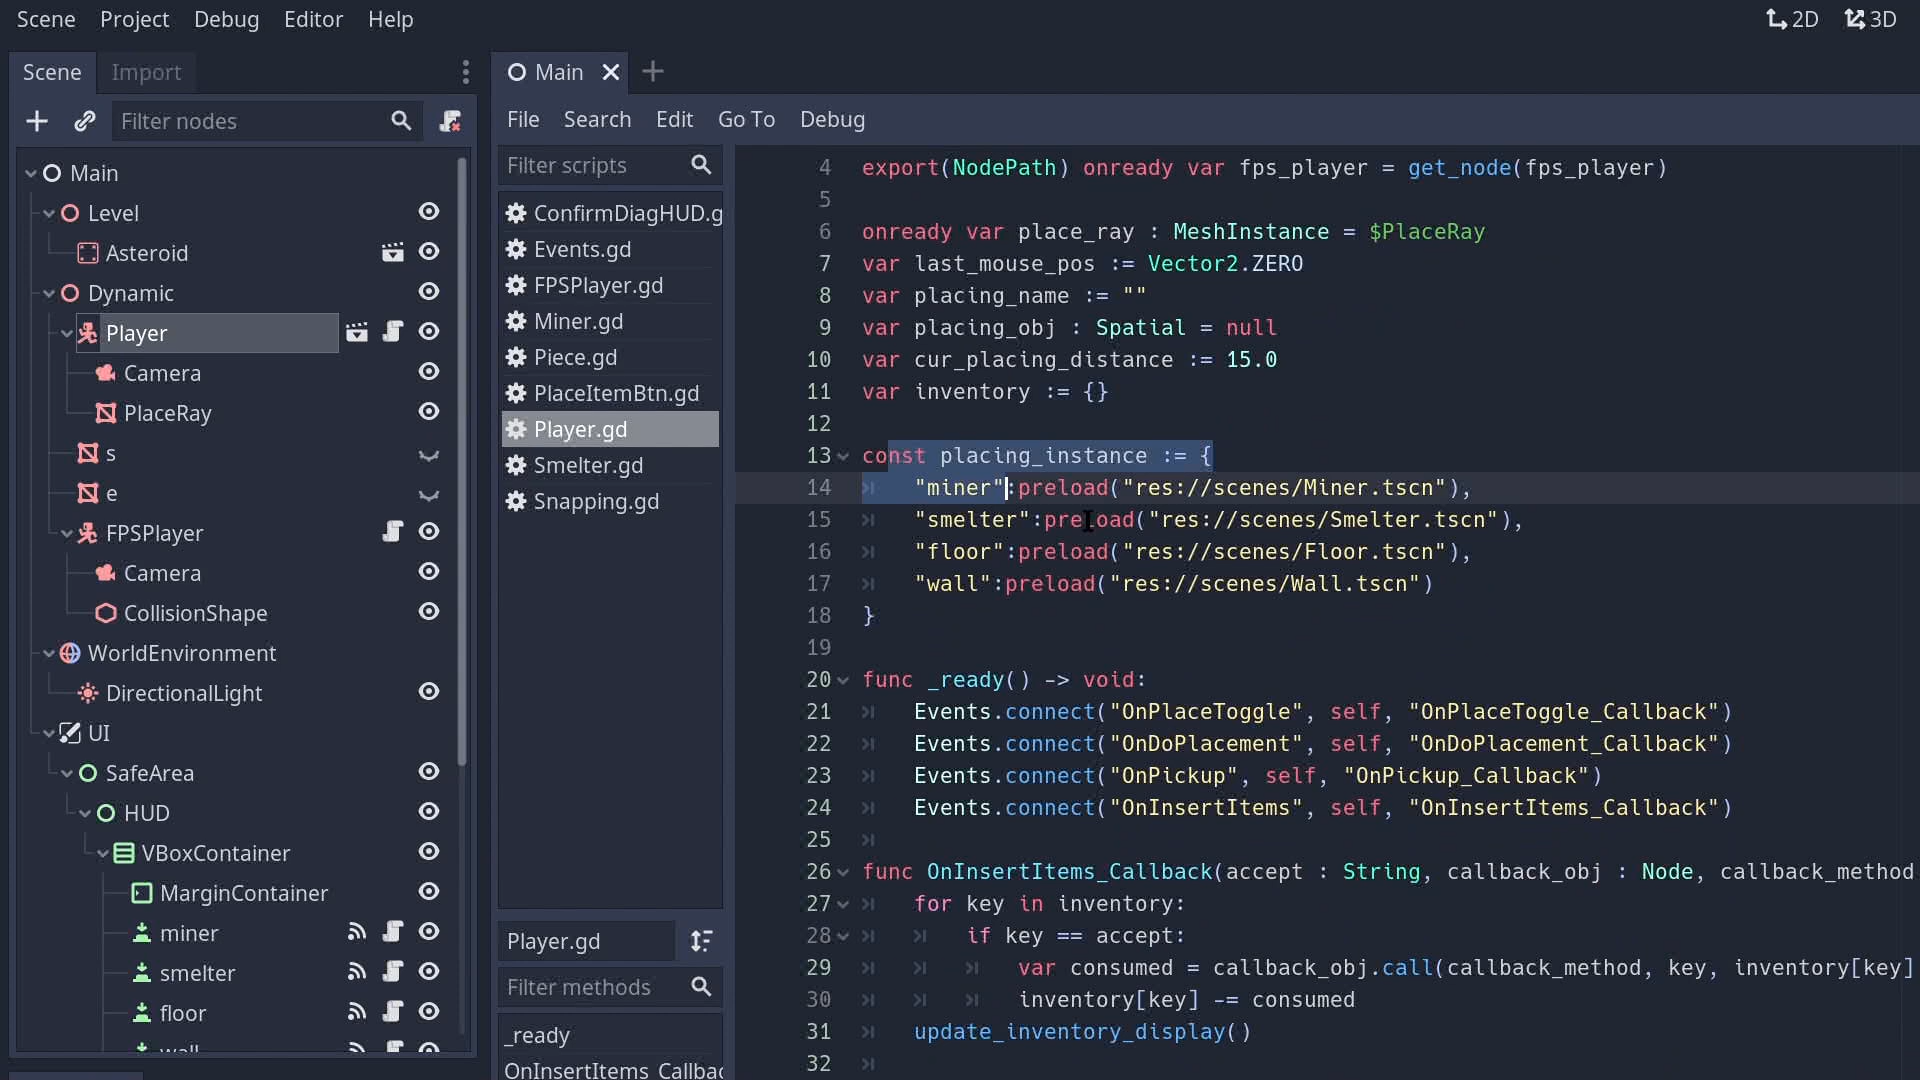 Scene Project Debug Editor Help
2D 3D
Scene Import
Filter nodes
Main
Level
Asteroid
Dynamic
Player
Camera
PlaceRay
s
e
FPSPlayer
Camera
CollisionShape
WorldEnvironment
DirectionalLight
UI
SafeArea
HUD
VBoxContainer
MarginContainer
miner
smelter
floor
wall
Main
File Search Edit Go To Debug
Filter scripts
ConfirmDiagHUD.g
Events.gd
FPSPlayer.gd
Miner.gd
Piece.gd
PlaceItemBtn.gd
Player.gd
Smelter.gd
Snapping.gd
Player.gd
Filter methods
_ready
OnInsertItems_Callbac
4 export(NodePath) onready var fps_player = get_node(fps_player)
5
6 onready var place_ray : MeshInstance = $PlaceRay
7 var last_mouse_pos := Vector2.ZERO
8 var placing_name := ""
9 var placing_obj : Spatial = null
10 var cur_placing_distance := 15.0
11 var inventory := {}
12
13 const placing_instance := {
14 "miner":preload("res://scenes/Miner.tscn"),
15 "smelter":preload("res://scenes/Smelter.tscn"),
16 "floor":preload("res://scenes/Floor.tscn"),
17 "wall":preload("res://scenes/Wall.tscn")
18 }
19
20 func _ready() -> void:
21 Events.connect("OnPlaceToggle", self, "OnPlaceToggle_Callback")
22 Events.connect("OnDoPlacement", self, "OnDoPlacement_Callback")
23 Events.connect("OnPickup", self, "OnPickup_Callback")
24 Events.connect("OnInsertItems", self, "OnInsertItems_Callback")
25
26 func OnInsertItems_Callback(accept : String, callback_obj : Node, callback_method
27 for key in inventory:
28 if key == accept:
29 var consumed = callback_obj.call(callback_method, key, inventory[key]
30 inventory[key] -= consumed
31 update_inventory_display()
32